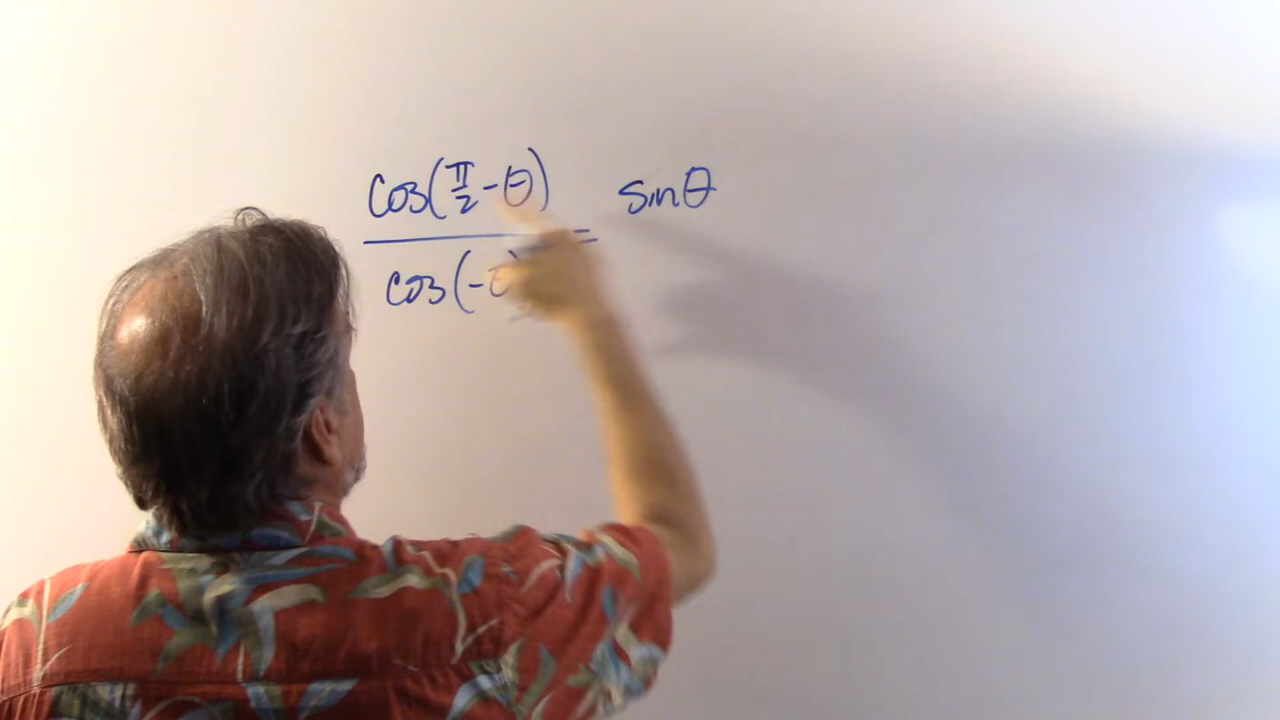 cos(π/2 - θ) = sinθ
cos(-θ)